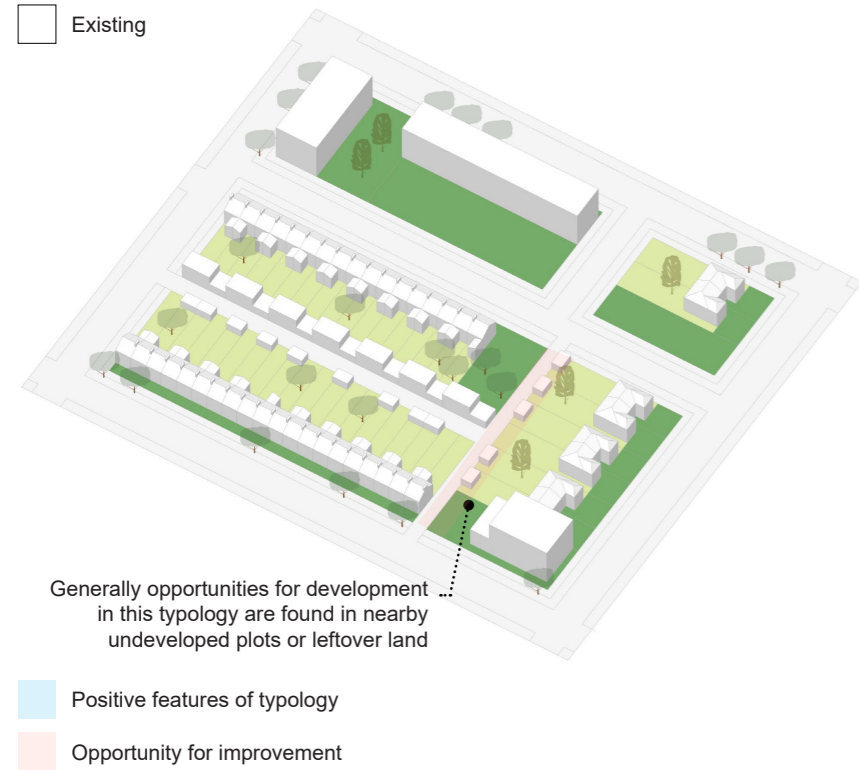 Existing
Generally opportunities for development
in this typology are found in nearby
undeveloped plots or leftover land
Positive features of typology
Opportunity for improvement